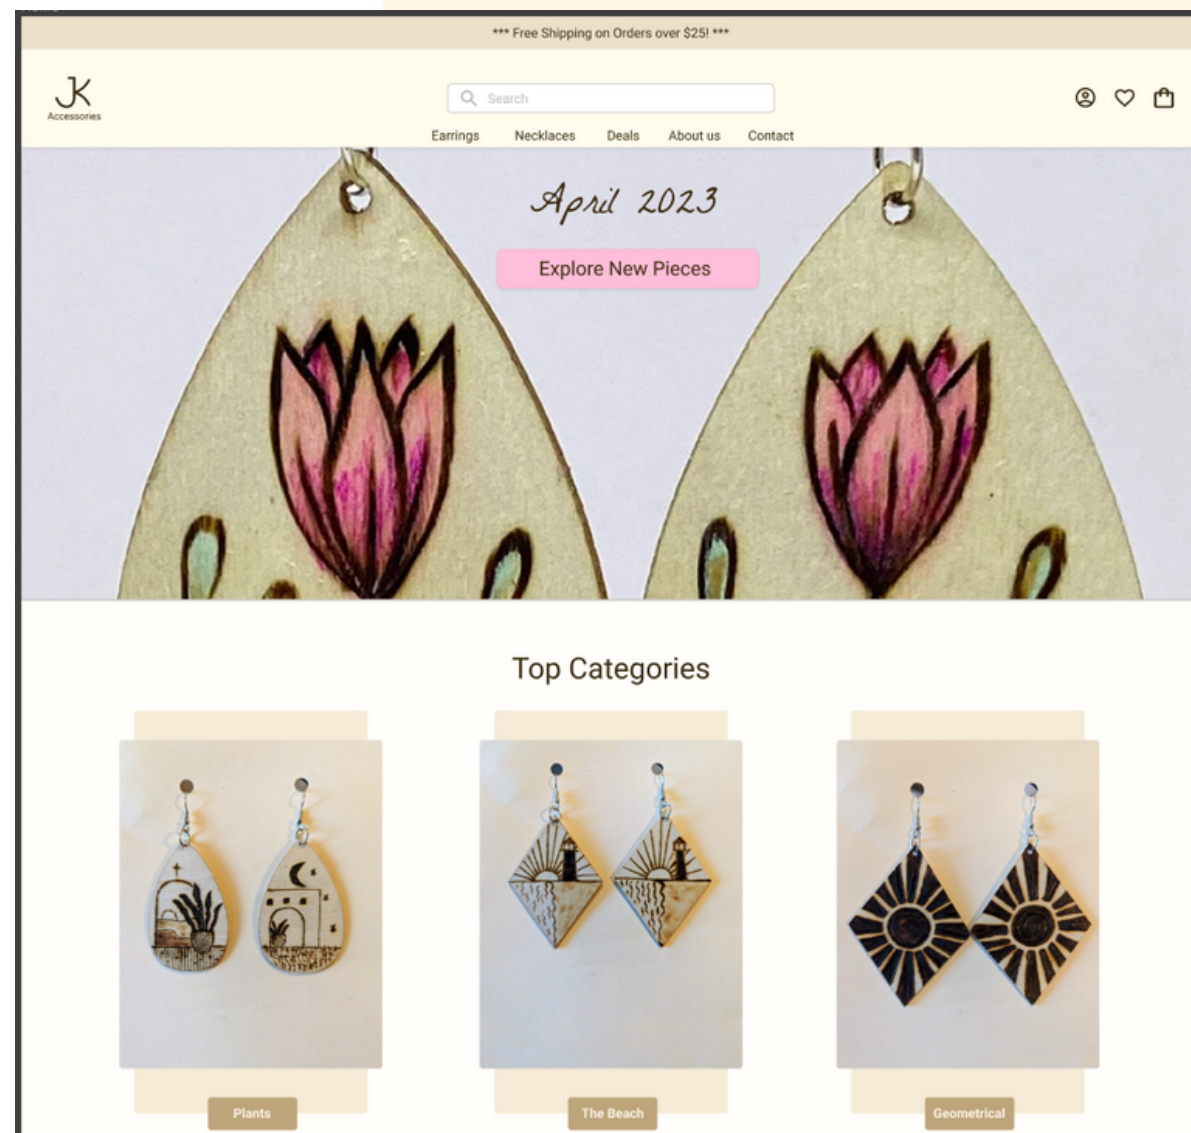 *** Free Shipping on Orders over $25! ***
JK
Accessories
Search
Earrings Necklaces Deals About us Contact
April 2023
Explore New Pieces
Top Categories
Plants The Beach Geometrical